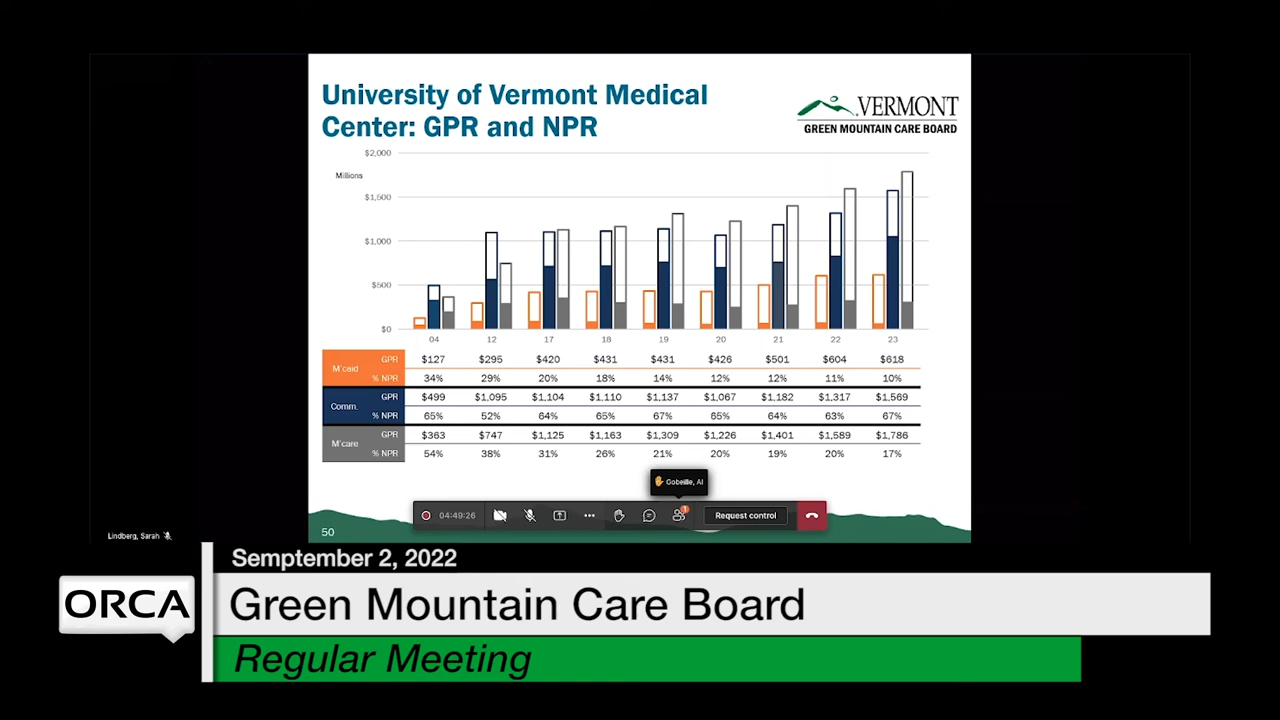 University of Vermont Medical
Center: GPR and NPR
VERMONT
GREEN MOUNTAIN CARE BOARD
$2,000
Millions
$1,500
$1,000
$500
$0
04 12 17 18 19 20 21 22 23
M'caid GPR $127 $295 $420 $431 $431 $426 $501 $604 $618
% NPR 34% 29% 20% 18% 14% 12% 12% 11% 10%
Comm. GPR $499 $1,095 $1,104 $1,110 $1,137 $1,067 $1,182 $1,317 $1,569
% NPR 65% 52% 64% 65% 67% 65% 64% 63% 67%
M'care GPR $363 $747 $1,125 $1,163 $1,309 $1,226 $1,401 $1,589 $1,786
% NPR 54% 38% 31% 26% 21% 20% 19% 20% 17%
Gobeille, Al
04:49:26
1
Request control
50
Lindberg, Sarah
Semptember 2, 2022
ORCA
Green Mountain Care Board
Regular Meeting